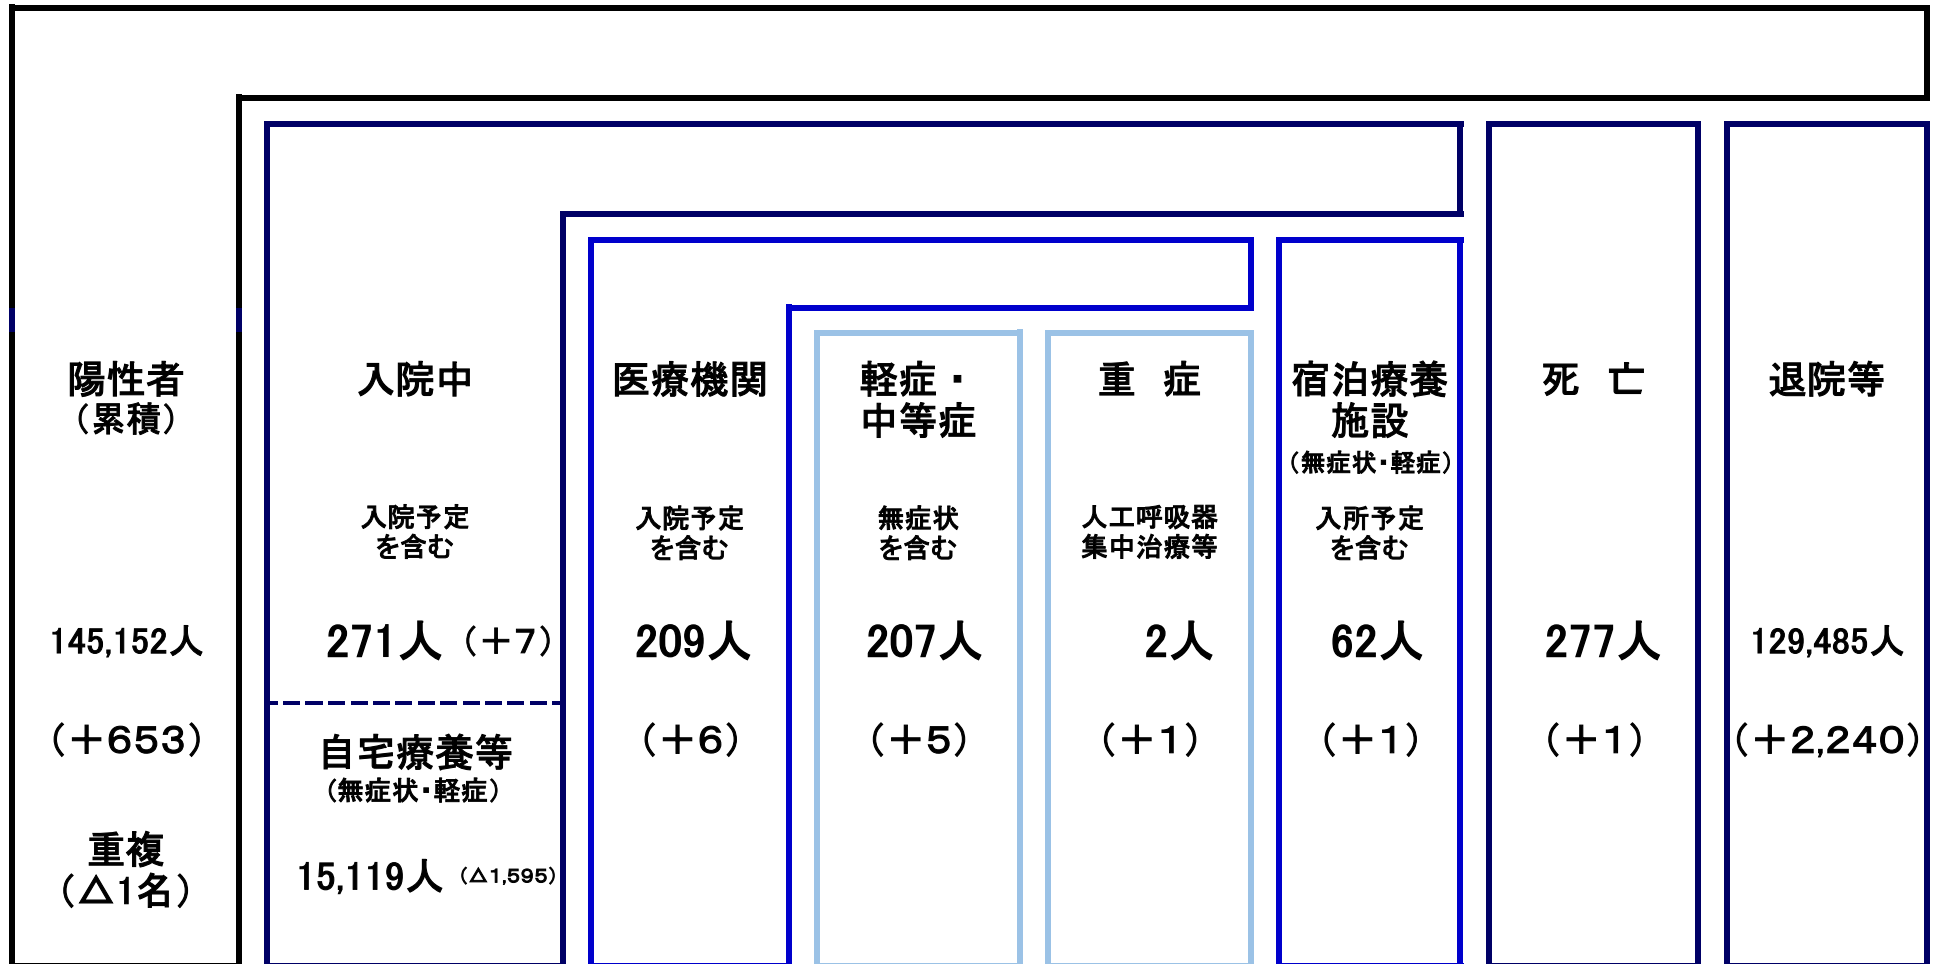 陽性者
（累積）
145,152人
（＋653）
重複
（△1名）
入院中
入院予定
を含む
271人（＋7）
自宅療養等
（無症状・軽症）
15,119人（△1,595）
医療機関
入院予定
を含む
209人
（＋6）
軽症・
中等症
無症状
を含む
207人
（＋5）
重 症
人工呼吸器
集中治療等
2人
（＋1）
宿泊療養
施設
（無症状・軽症）
入所予定
を含む
62人
（＋1）
死 亡
277人
（＋1）
退院等
129,485人
（＋2,240）